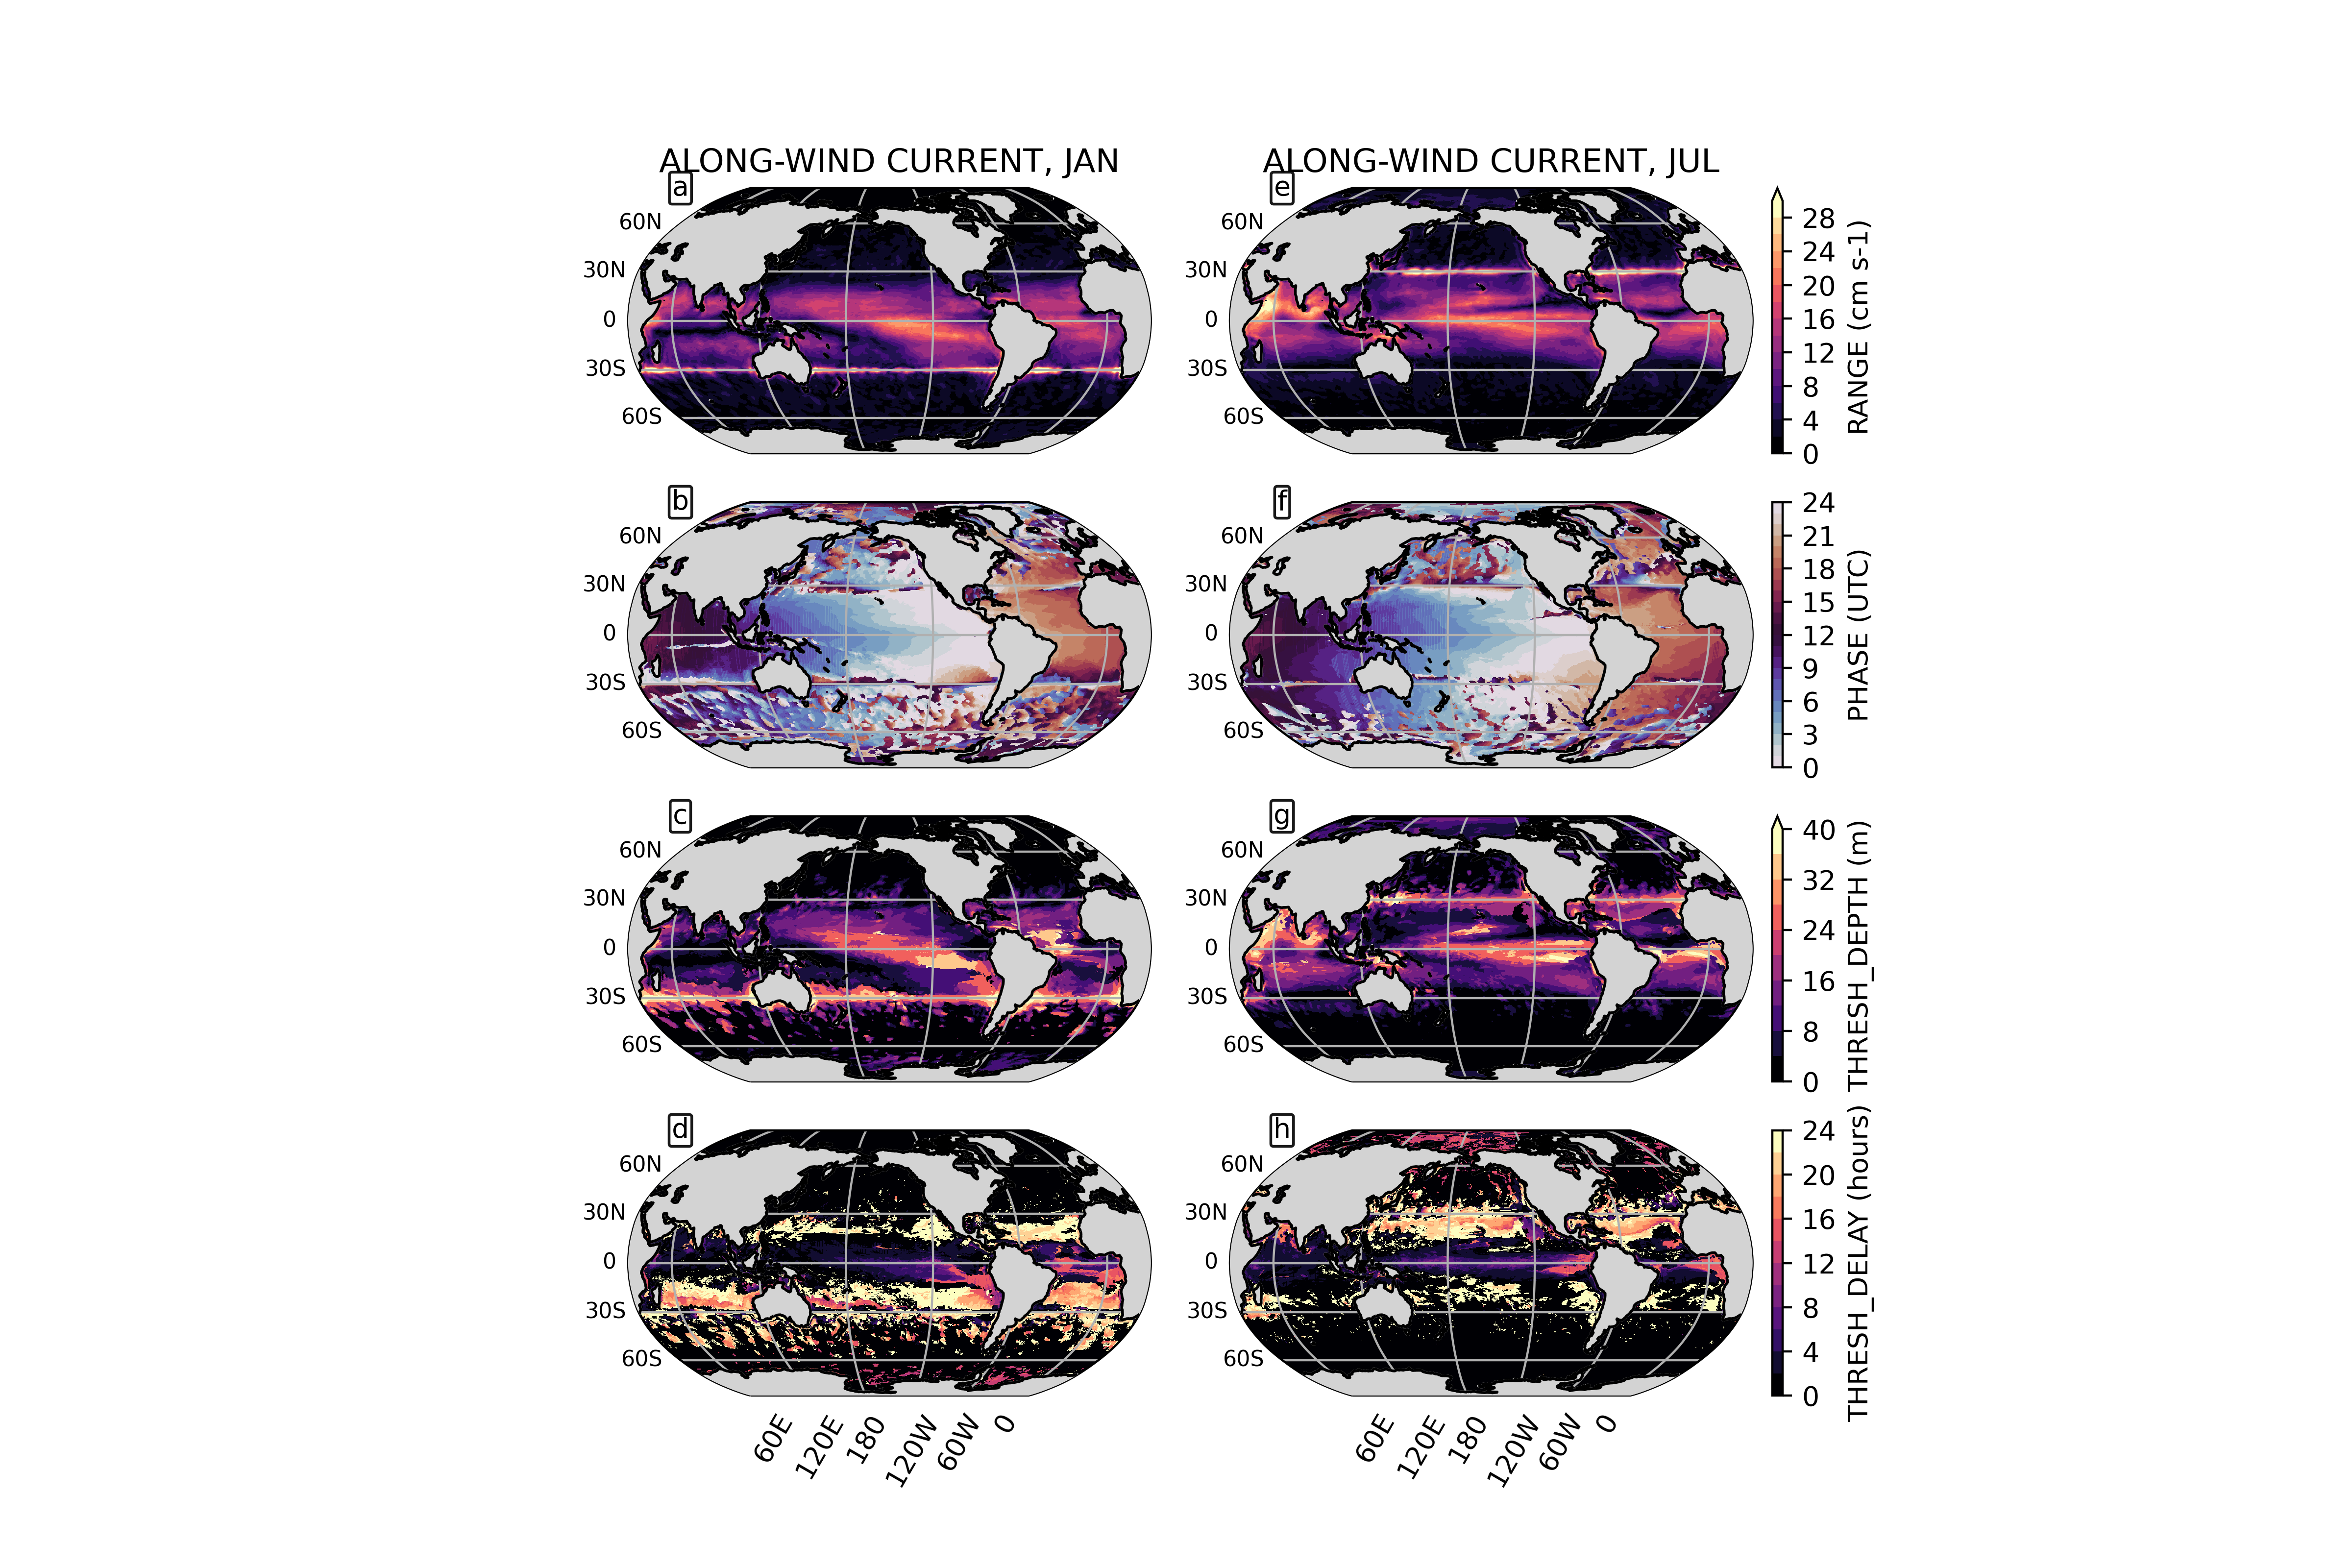 ALONG-WIND CURRENT, JAN
ALONG-WIND CURRENT, JUL
a
60N
30N
0
30S
60S
e
60N
30N
0
30S
60S
28
24
20
16
12
8
4
0
RANGE (cm s-1)
b
60N
30N
0
30S
60S
f
60N
30N
0
30S
60S
24
21
18
15
12
9
6
3
0
PHASE (UTC)
c
60N
30N
0
30S
60S
g
60N
30N
0
30S
60S
40
32
24
16
8
0
THRESH_DEPTH (m)
d
60N
30N
0
30S
60S
60E
120E
180
120W
60W
0
h
60N
30N
0
30S
60S
60E
120E
180
120W
60W
0
24
20
16
12
8
4
0
THRESH_DELAY (hours)